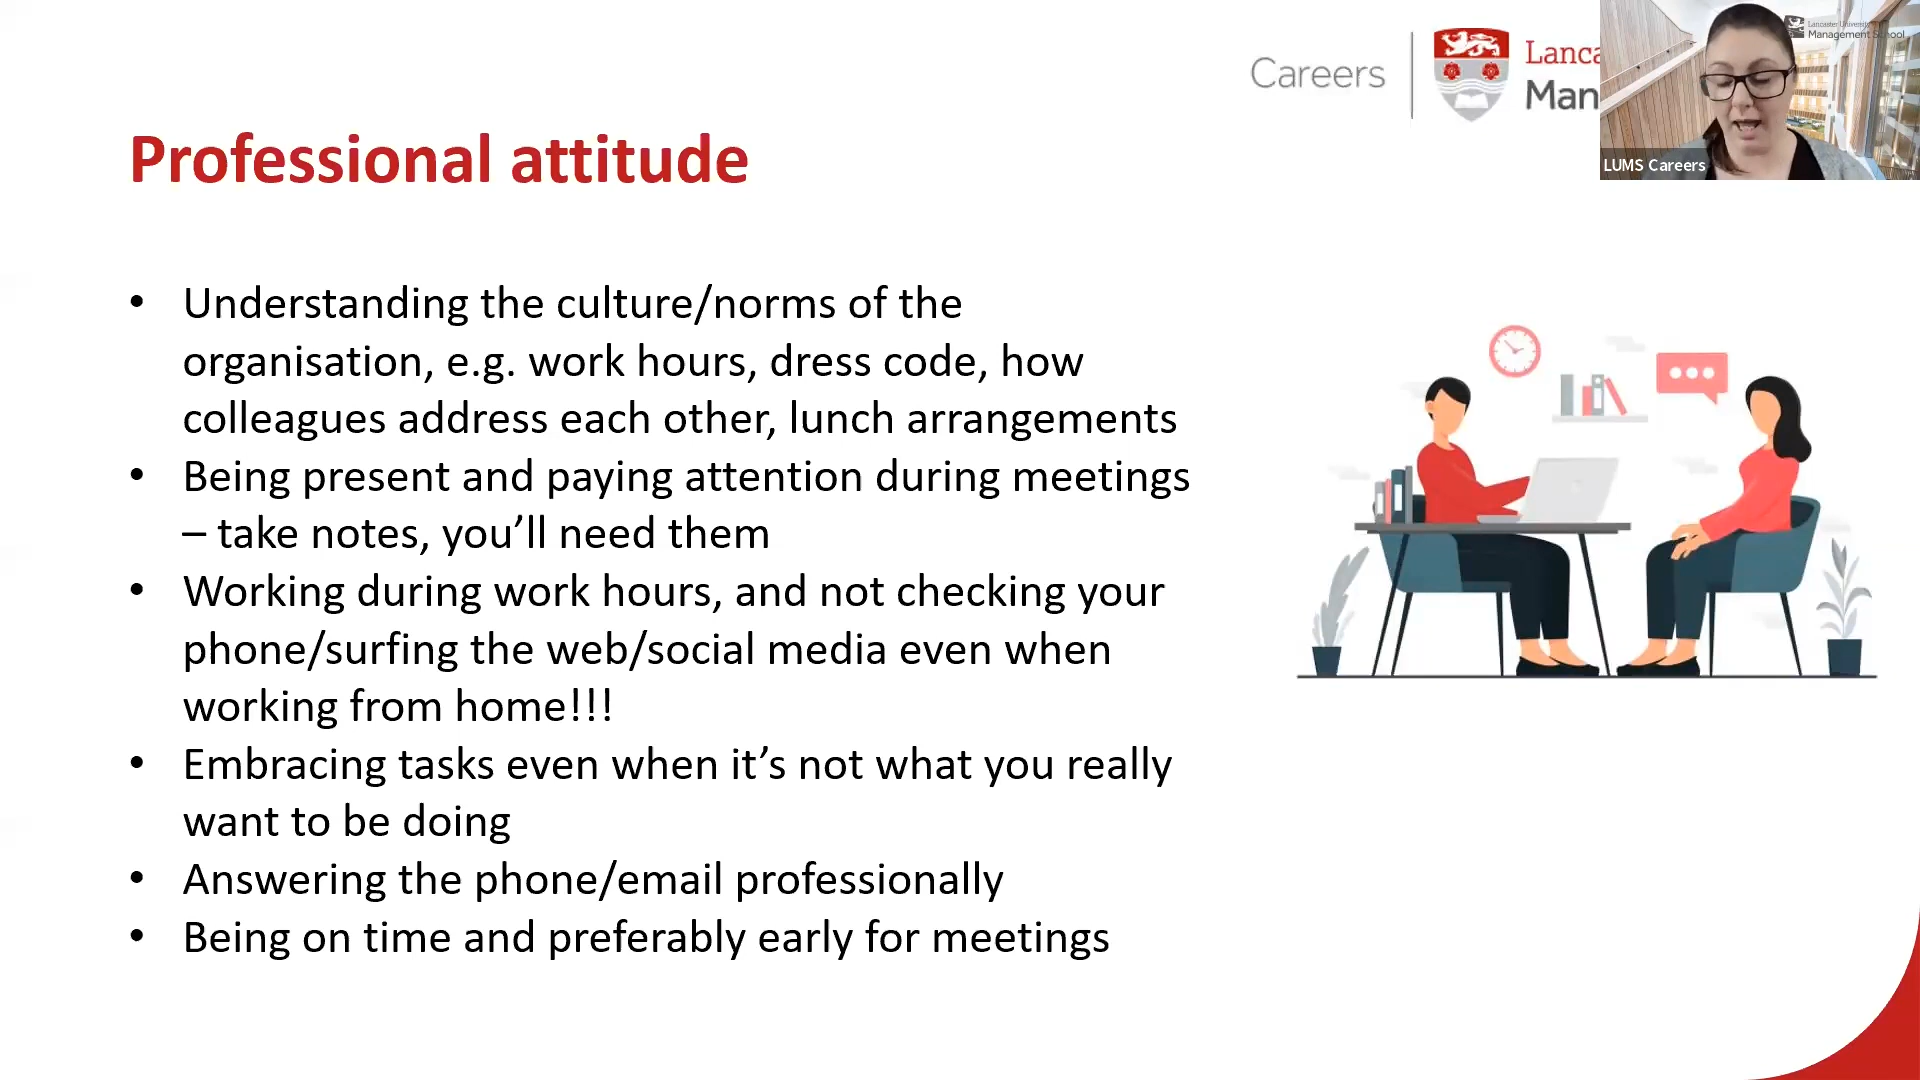 Careers
Lanca
Man
Lancaster University
Management School
LUMS Careers
Professional attitude
• Understanding the culture/norms of the
organisation, e.g. work hours, dress code, how
colleagues address each other, lunch arrangements
• Being present and paying attention during meetings
– take notes, you’ll need them
• Working during work hours, and not checking your
phone/surfing the web/social media even when
working from home!!!
• Embracing tasks even when it’s not what you really
want to be doing
• Answering the phone/email professionally
• Being on time and preferably early for meetings